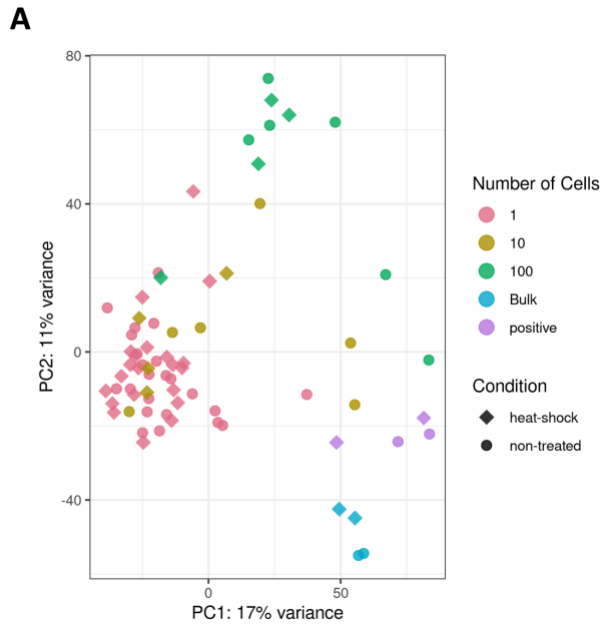 A
80
40
0
-40
0
50
PC2: 11% variance
PC1: 17% variance
Number of Cells
1
10
100
Bulk
positive
Condition
heat-shock
non-treated